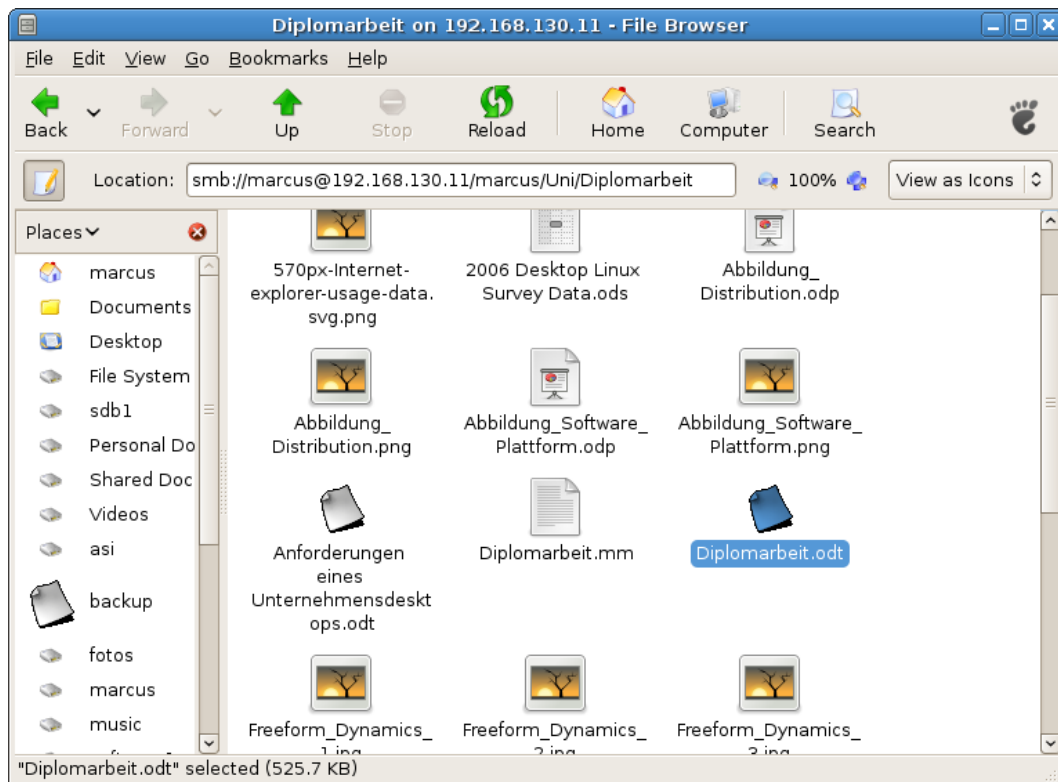 Diplomarbeit on 192.168.130.11 - File Browser
File Edit View Go Bookmarks Help
Back Forward Up Stop Reload Home Computer Search
Location: smb://marcus@192.168.130.11/marcus/Uni/Diplomarbeit 100% View as Icons
Places
marcus
Documents
Desktop
File System
sdb1
Personal Do
Shared Doc
Videos
asi
backup
fotos
marcus
music
570px-Internet-
explorer-usage-data.
svg.png
2006 Desktop Linux
Survey Data.ods
Abbildung_
Distribution.odp
Abbildung_
Distribution.png
Abbildung_Software_
Plattform.odp
Abbildung_Software_
Plattform.png
Anforderungen
eines
Unternehmensdeskt
ops.odt
Diplomarbeit.mm
Diplomarbeit.odt
Freeform_Dynamics_
Freeform_Dynamics_
Freeform_Dynamics_
"Diplomarbeit.odt" selected (525.7 KB)